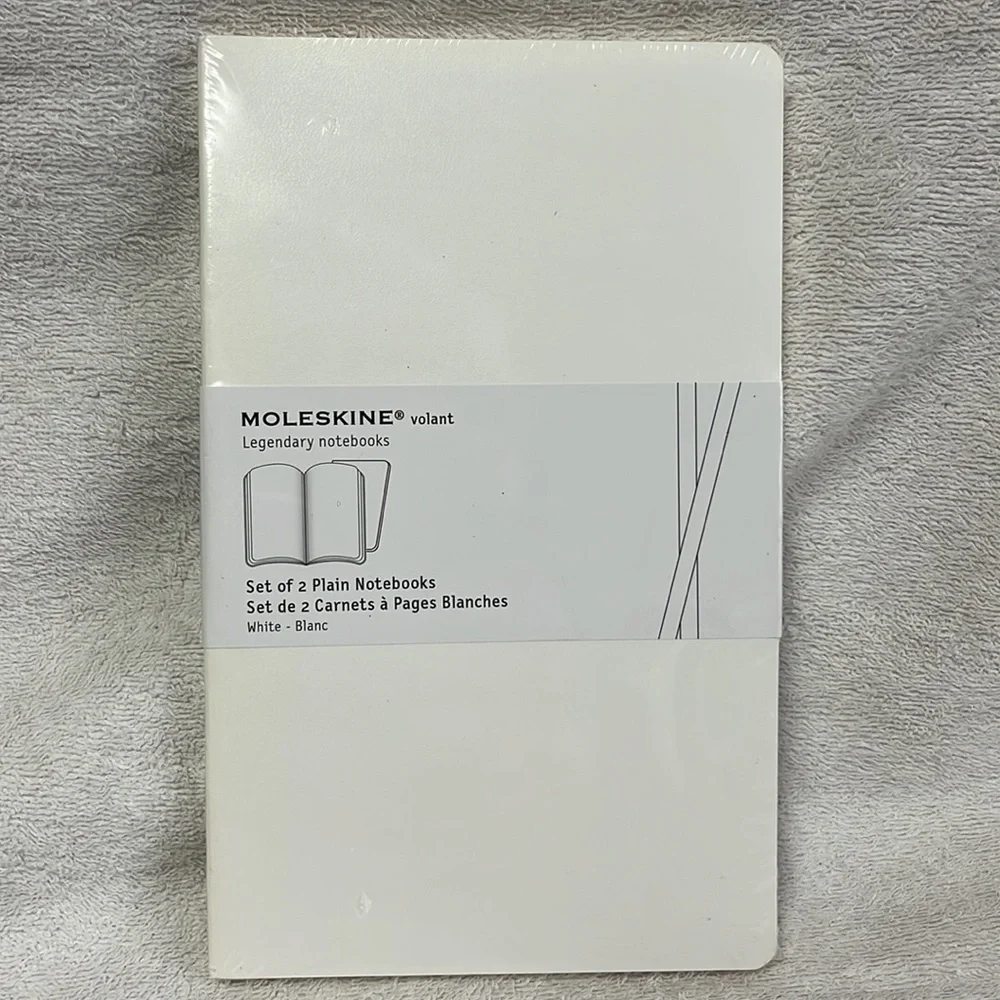 MOLESKINE® volant
Legendary notebooks
Set of 2 Plain Notebooks
Set de 2 Carnets à Pages Blanches
White - Blanc